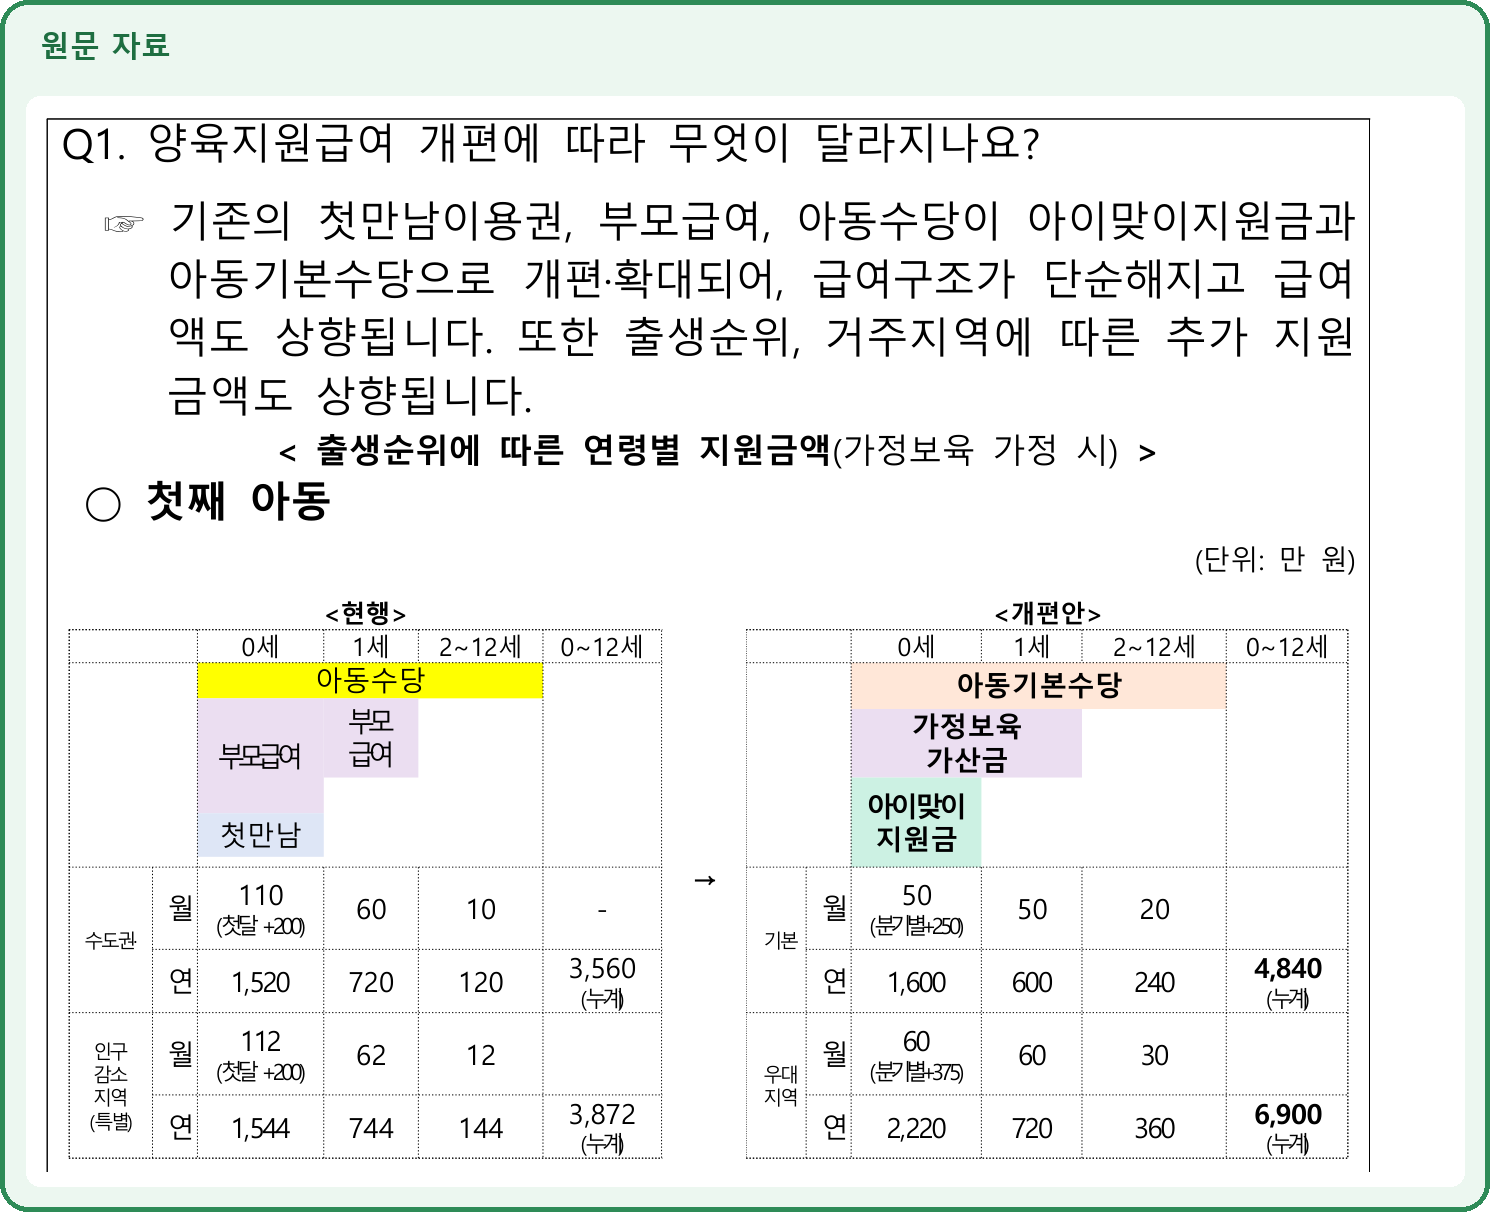 원문 자료
Q1. 양육지원급여 개편에 따라 무엇이 달라지나요?
☞ 기존의 첫만남이용권, 부모급여, 아동수당이 아이맞이지원금과
아동기본수당으로 개편·확대되어, 급여구조가 단순해지고 급여
액도 상향됩니다. 또한 출생순위, 거주지역에 따른 추가 지원
금액도 상향됩니다.
< 출생순위에 따른 연령별 지원금액(가정보육 가정 시) >
○ 첫째 아동
(단위: 만 원)
<현행>
0세 1세 2~12세 0~12세
아동수당
부모급여
부모
급여
첫만남
수도권
월 110 60 10 -
(첫달 +200)
연 1,520 720 120 3,560
(누계)
인구
감소
지역
(특별)
월 112 62 12
(첫달 +200)
연 1,544 744 144 3,872
(누계)
→
<개편안>
0세 1세 2~12세 0~12세
아동기본수당
가정보육
가산금
아이맞이
지원금
기본
월 50 50 20
(분기별+250)
연 1,600 600 240 4,840
(누계)
우대
지역
월 60 60 30
(분기별+375)
연 2,220 720 360 6,900
(누계)